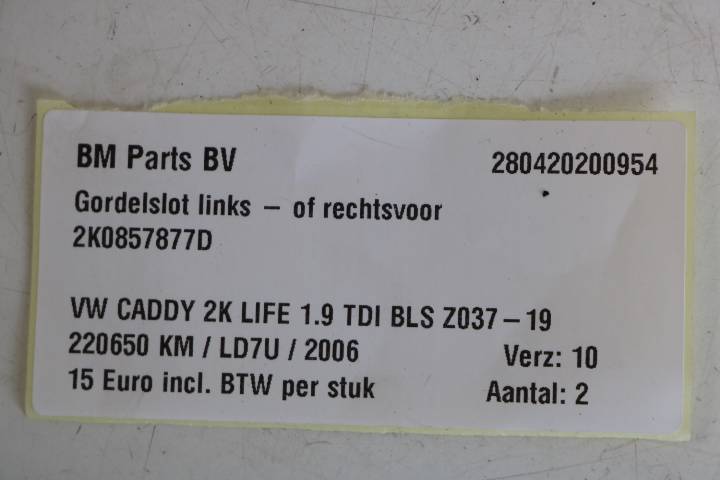 BM Parts BV 280420200954
Gordelslot links – of rechtsvoor
2K0857877D
VW CADDY 2K LIFE 1.9 TDI BLS Z037–19
220650 KM / LD7U / 2006 Verz: 10
15 Euro incl. BTW per stuk Aantal: 2